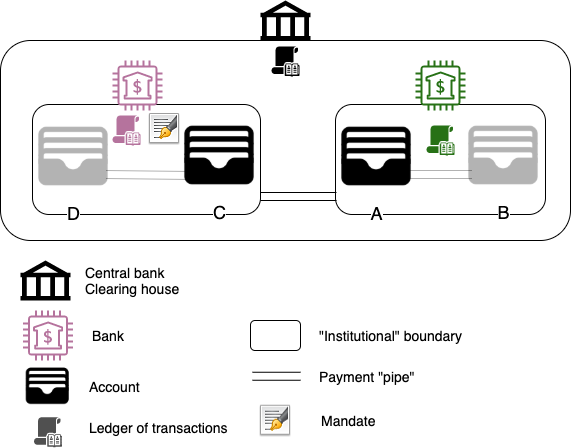 $
$
D
C
A
B
Central bank
Clearing house
$
Bank
"Institutional" boundary
Account
Payment "pipe"
Ledger of transactions
Mandate